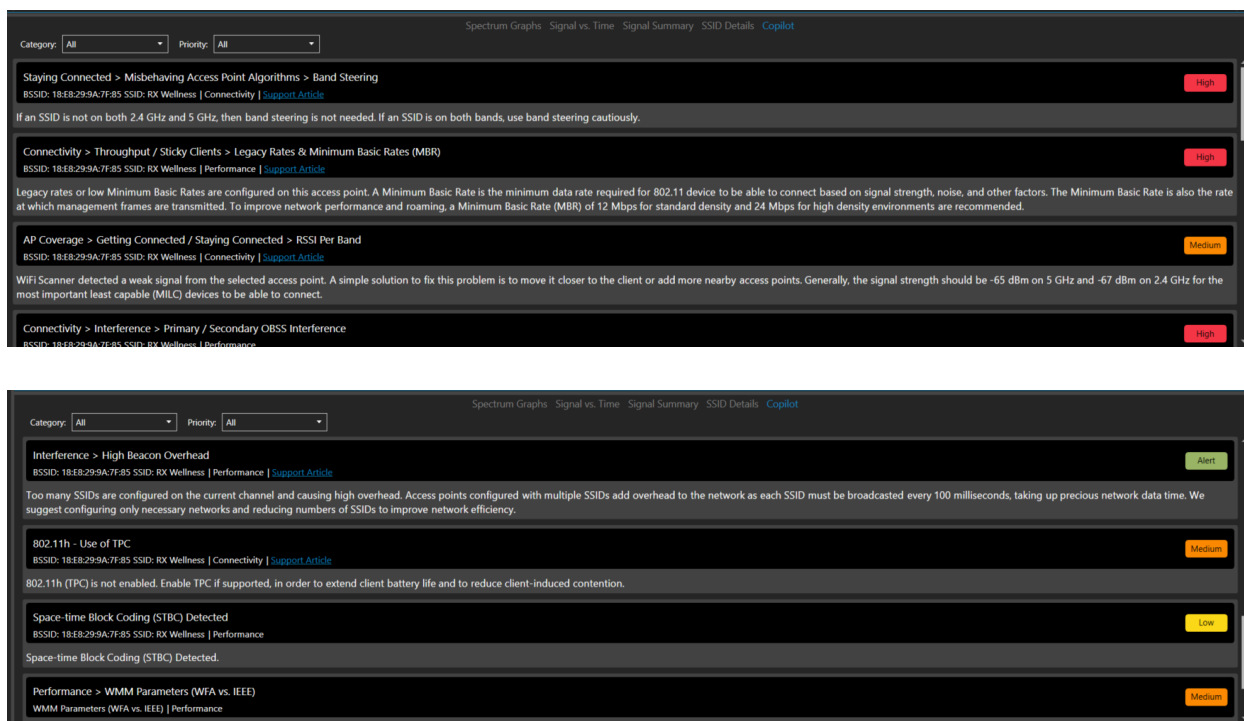 Spectrum Graphs Signal vs. Time Signal Summary SSID Details Copilot
Category: All Priority: All
Staying Connected > Misbehaving Access Point Algorithms > Band Steering
High
BSSID: 18:E8:29:9A:7F:85 SSID: RX Wellness | Connectivity | Support Article
If an SSID is not on both 2.4 GHz and 5 GHz, then band steering is not needed. If an SSID is on both bands, use band steering cautiously.
Connectivity > Throughput / Sticky Clients > Legacy Rates & Minimum Basic Rates (MBR)
High
BSSID: 18:E8:29:9A:7F:85 SSID: RX Wellness | Performance | Support Article
Legacy rates or low Minimum Basic Rates are configured on this access point. A Minimum Basic Rate is the minimum data rate required for 802.11 device to be able to connect based on signal strength, noise, and other factors. The Minimum Basic Rate is also the rate
at which management frames are transmitted. To improve network performance and roaming, a Minimum Basic Rate (MBR) of 12 Mbps for standard density and 24 Mbps for high density environments are recommended.
AP Coverage > Getting Connected / Staying Connected > RSSI Per Band
Medium
BSSID: 18:E8:29:9A:7F:85 SSID: RX Wellness | Connectivity | Support Article
WiFi Scanner detected a weak signal from the selected access point. A simple solution to fix this problem is to move it closer to the client or add more nearby access points. Generally, the signal strength should be -65 dBm on 5 GHz and -67 dBm on 2.4 GHz for the
most important least capable (MILC) devices to be able to connect.
Connectivity > Interference > Primary / Secondary OBSS Interference
High
BSSID: 18:E8:29:9A:7F:85 SSID: RX Wellness | Performance
Spectrum Graphs Signal vs. Time Signal Summary SSID Details Copilot
Category: All Priority: All
Interference > High Beacon Overhead
Alert
BSSID: 18:E8:29:9A:7F:85 SSID: RX Wellness | Performance | Support Article
Too many SSIDs are configured on the current channel and causing high overhead. Access points configured with multiple SSIDs add overhead to the network as each SSID must be broadcasted every 100 milliseconds, taking up precious network data time. We
suggest configuring only necessary networks and reducing numbers of SSIDs to improve network efficiency.
802.11h - Use of TPC
Medium
BSSID: 18:E8:29:9A:7F:85 SSID: RX Wellness | Connectivity | Support Article
802.11h (TPC) is not enabled. Enable TPC if supported, in order to extend client battery life and to reduce client-induced contention.
Space-time Block Coding (STBC) Detected
Low
BSSID: 18:E8:29:9A:7F:85 SSID: RX Wellness | Performance
Space-time Block Coding (STBC) Detected.
Performance > WMM Parameters (WFA vs. IEEE)
Medium
WMM Parameters (WFA vs. IEEE) | Performance